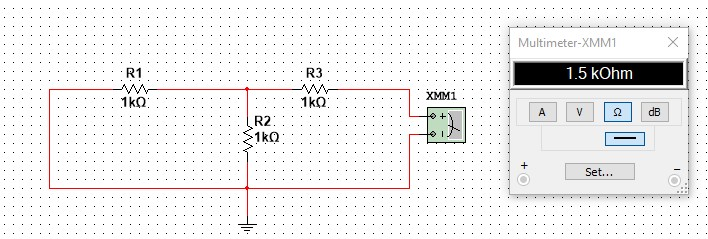 R1
1kΩ
R3
1kΩ
R2
1kΩ
XMM1
Multimeter-XMM1
1.5 kOhm
A V Ω dB
+ –
Set...